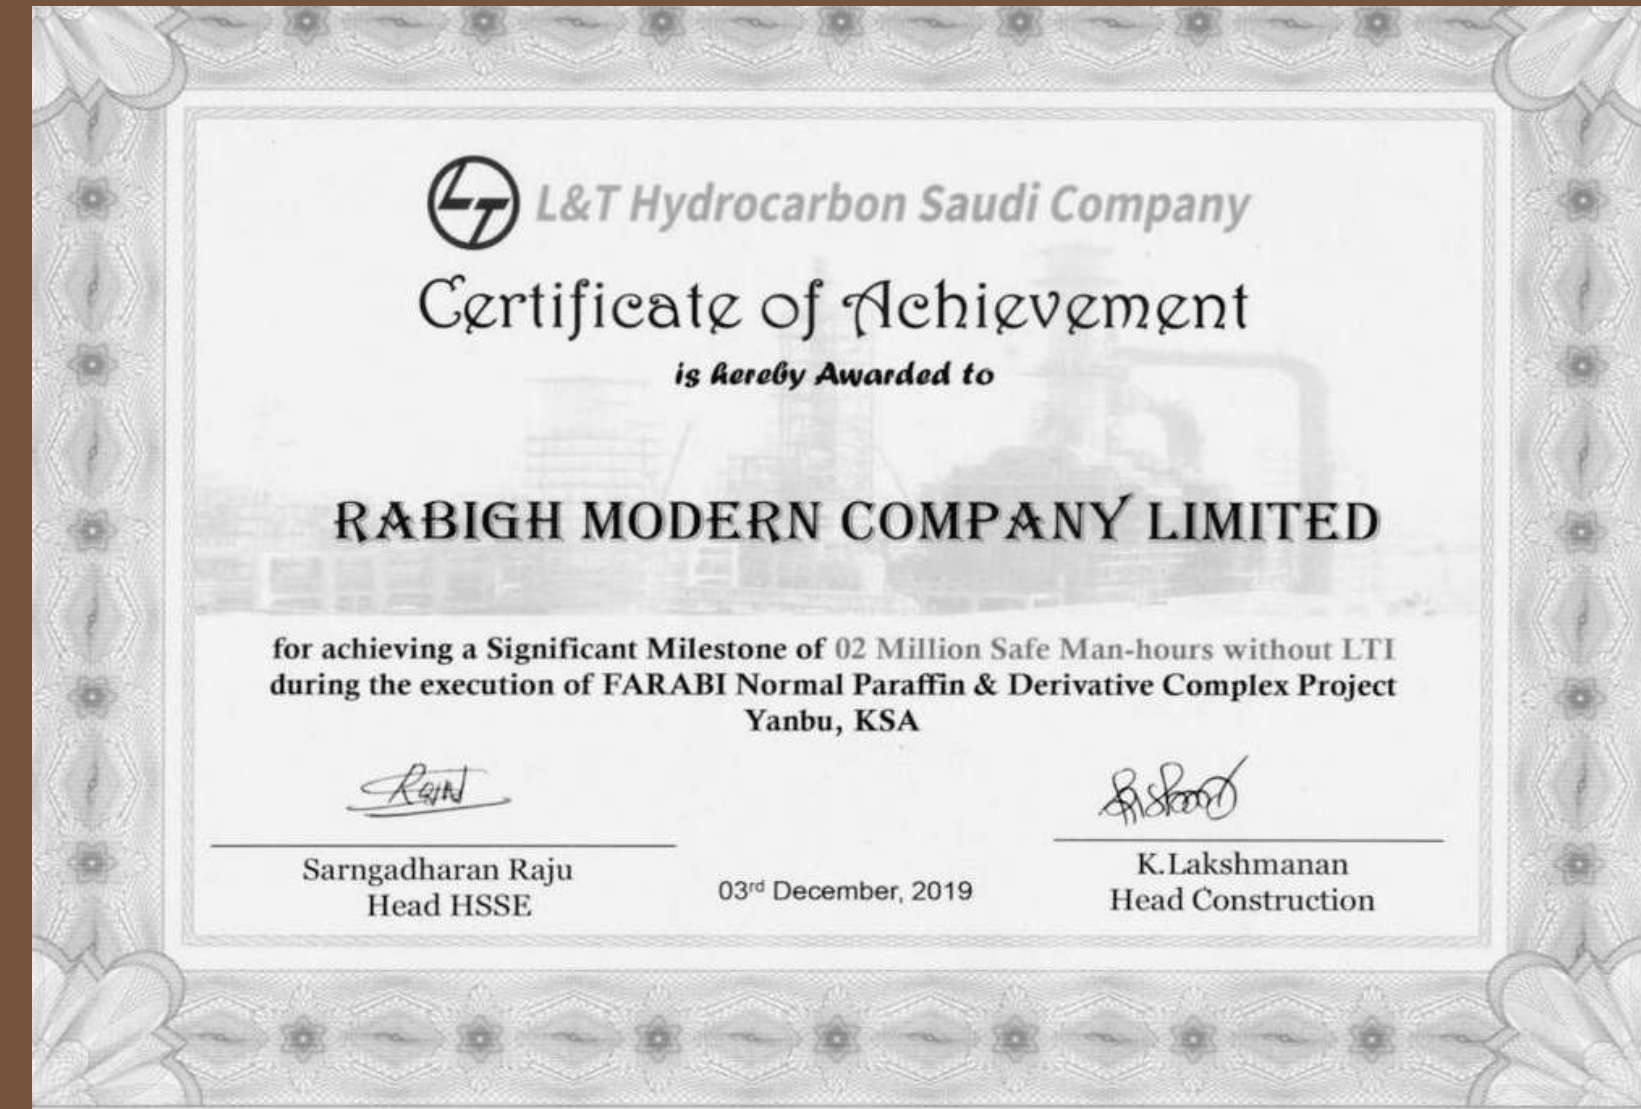 LT L&T Hydrocarbon Saudi Company
Certificate of Achievement
is hereby Awarded to
RABIGH MODERN COMPANY LIMITED
for achieving a Significant Milestone of 02 Million Safe Man-hours without LTI
during the execution of FARABI Normal Paraffin & Derivative Complex Project
Yanbu, KSA
Raju
Sarngadharan Raju
Head HSSE
03rd December, 2019
K.Lakshmanan
Head Construction